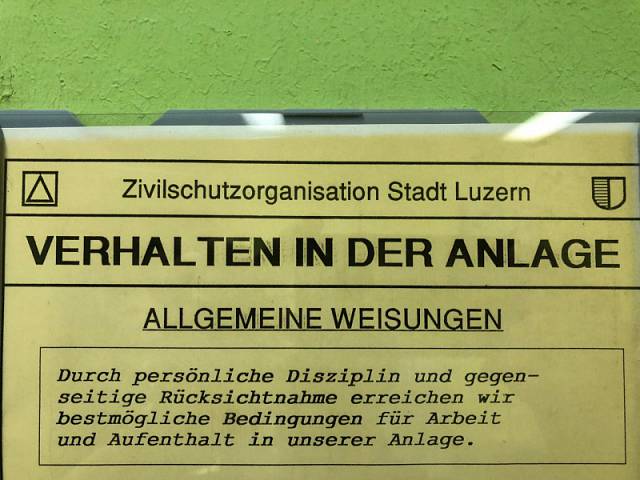 Zivilschutzorganisation Stadt Luzern
VERHALTEN IN DER ANLAGE
ALLGEMEINE WEISUNGEN
Durch persönliche Disziplin und gegen-
seitige Rücksichtnahme erreichen wir
bestmögliche Bedingungen für Arbeit
und Aufenthalt in unserer Anlage.